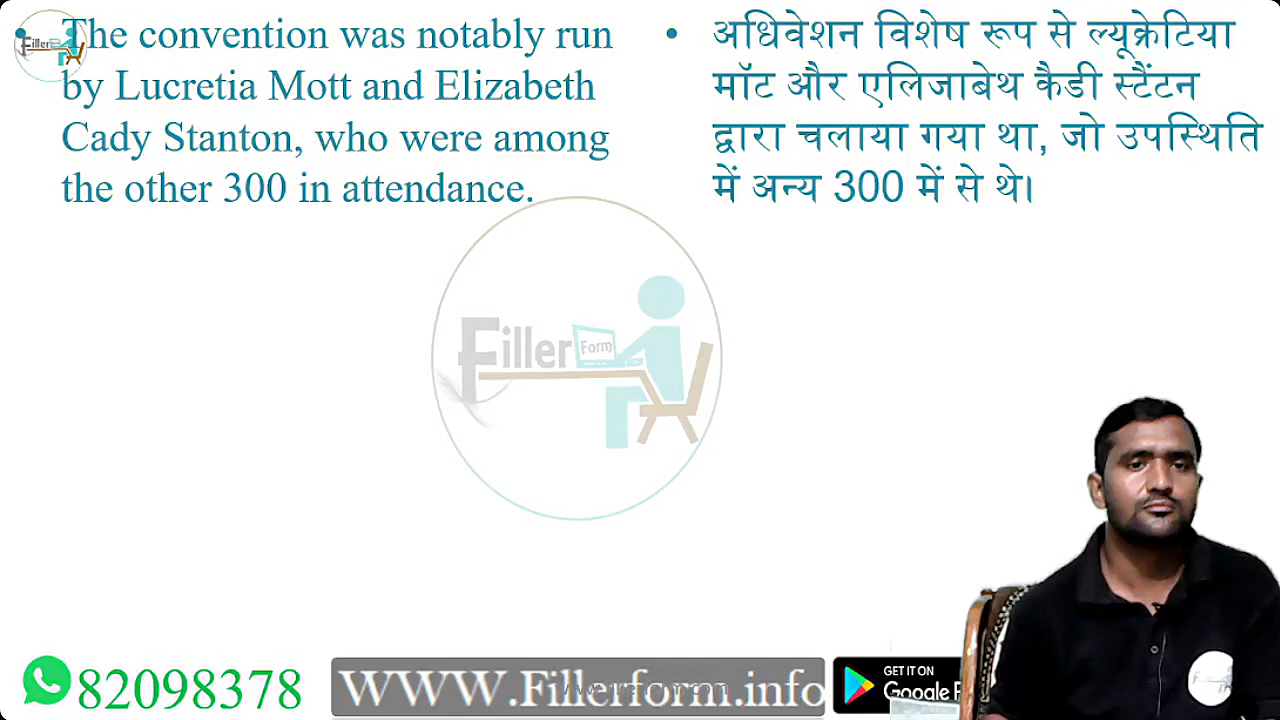 The convention was notably run
by Lucretia Mott and Elizabeth
Cady Stanton, who were among
the other 300 in attendance.
अधिवेशन विशेष रूप से ल्यूक्रेटिया
मॉट और एलिजाबेथ कैडी स्टैंटन
द्वारा चलाया गया था, जो उपस्थिति
में अन्य 300 में से थे।
Filler Form
Filler
82098378
WWW.Fillerform.info
GET IT ON
Google